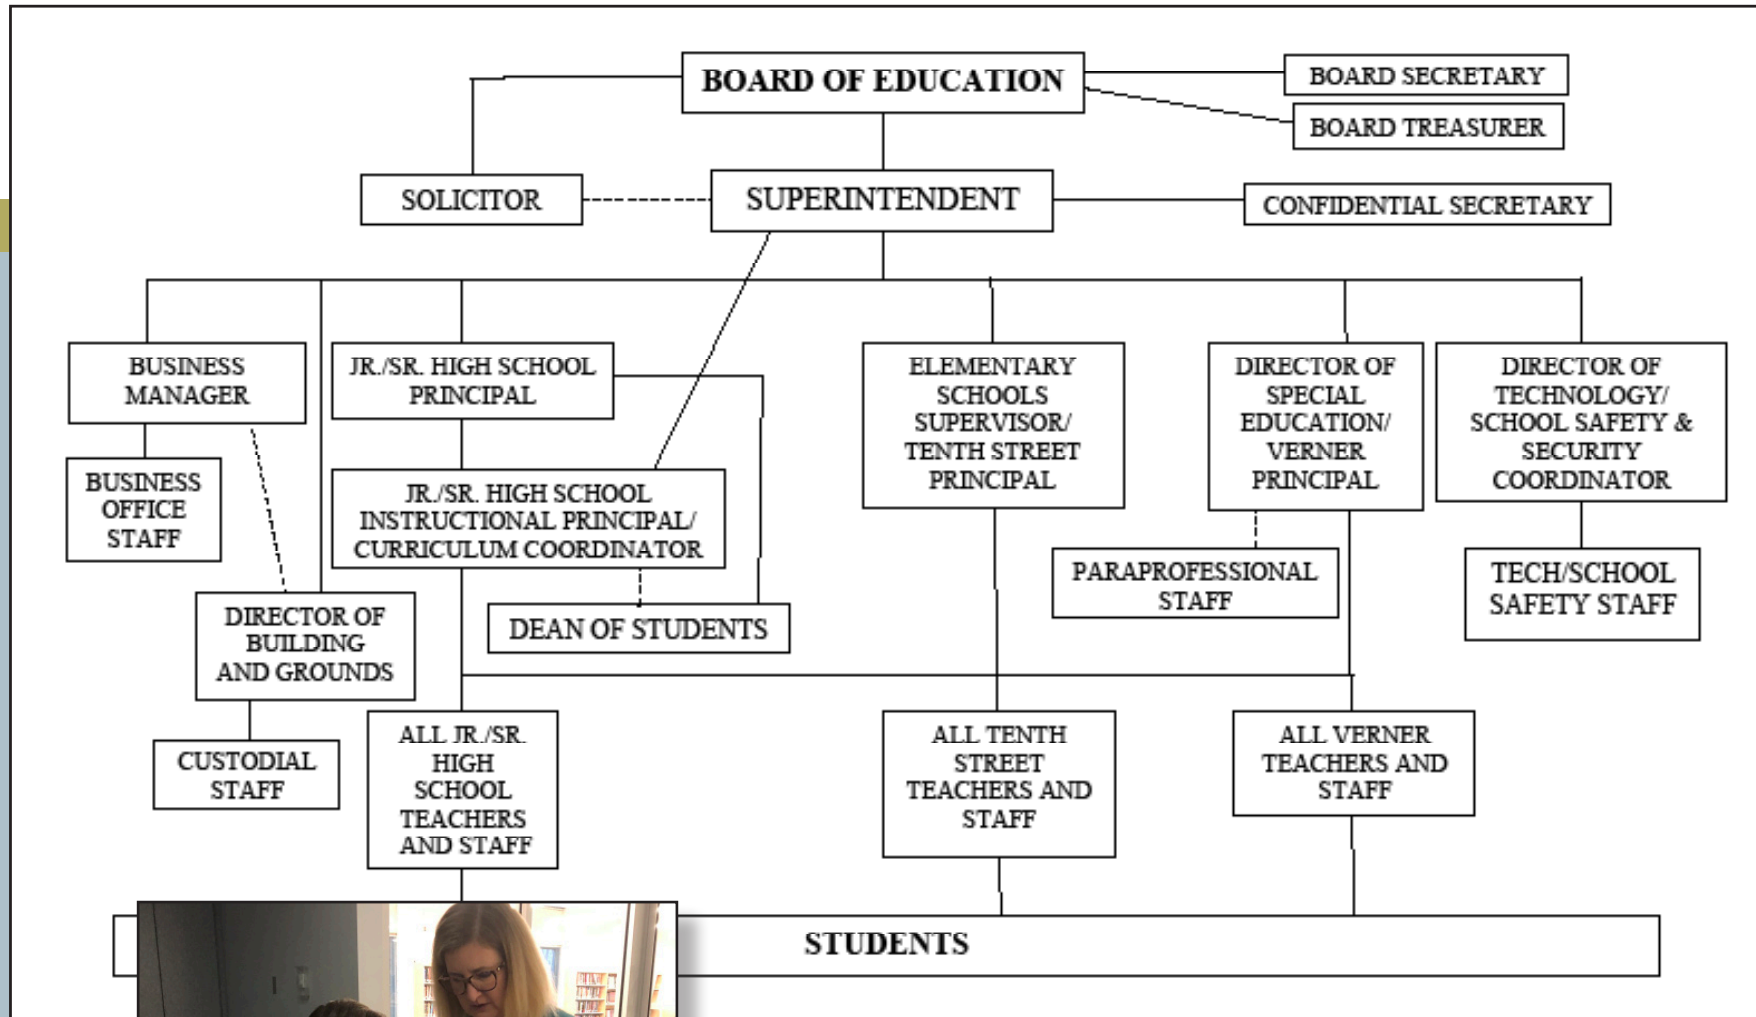 BOARD OF EDUCATION
BOARD SECRETARY
BOARD TREASURER
SOLICITOR
SUPERINTENDENT
CONFIDENTIAL SECRETARY
BUSINESS
MANAGER
JR./SR. HIGH SCHOOL
PRINCIPAL
ELEMENTARY
SCHOOLS
SUPERVISOR/
TENTH STREET
PRINCIPAL
DIRECTOR OF
SPECIAL
EDUCATION/
VERNER
PRINCIPAL
DIRECTOR OF
TECHNOLOGY/
SCHOOL SAFETY &
SECURITY
COORDINATOR
BUSINESS
OFFICE
STAFF
JR./SR. HIGH SCHOOL
INSTRUCTIONAL PRINCIPAL/
CURRICULUM COORDINATOR
PARAPROFESSIONAL
STAFF
TECH/SCHOOL
SAFETY STAFF
DIRECTOR OF
BUILDING
AND GROUNDS
DEAN OF STUDENTS
CUSTODIAL
STAFF
ALL JR./SR.
HIGH
SCHOOL
TEACHERS
AND STAFF
ALL TENTH
STREET
TEACHERS AND
STAFF
ALL VERNER
TEACHERS AND
STAFF
STUDENTS